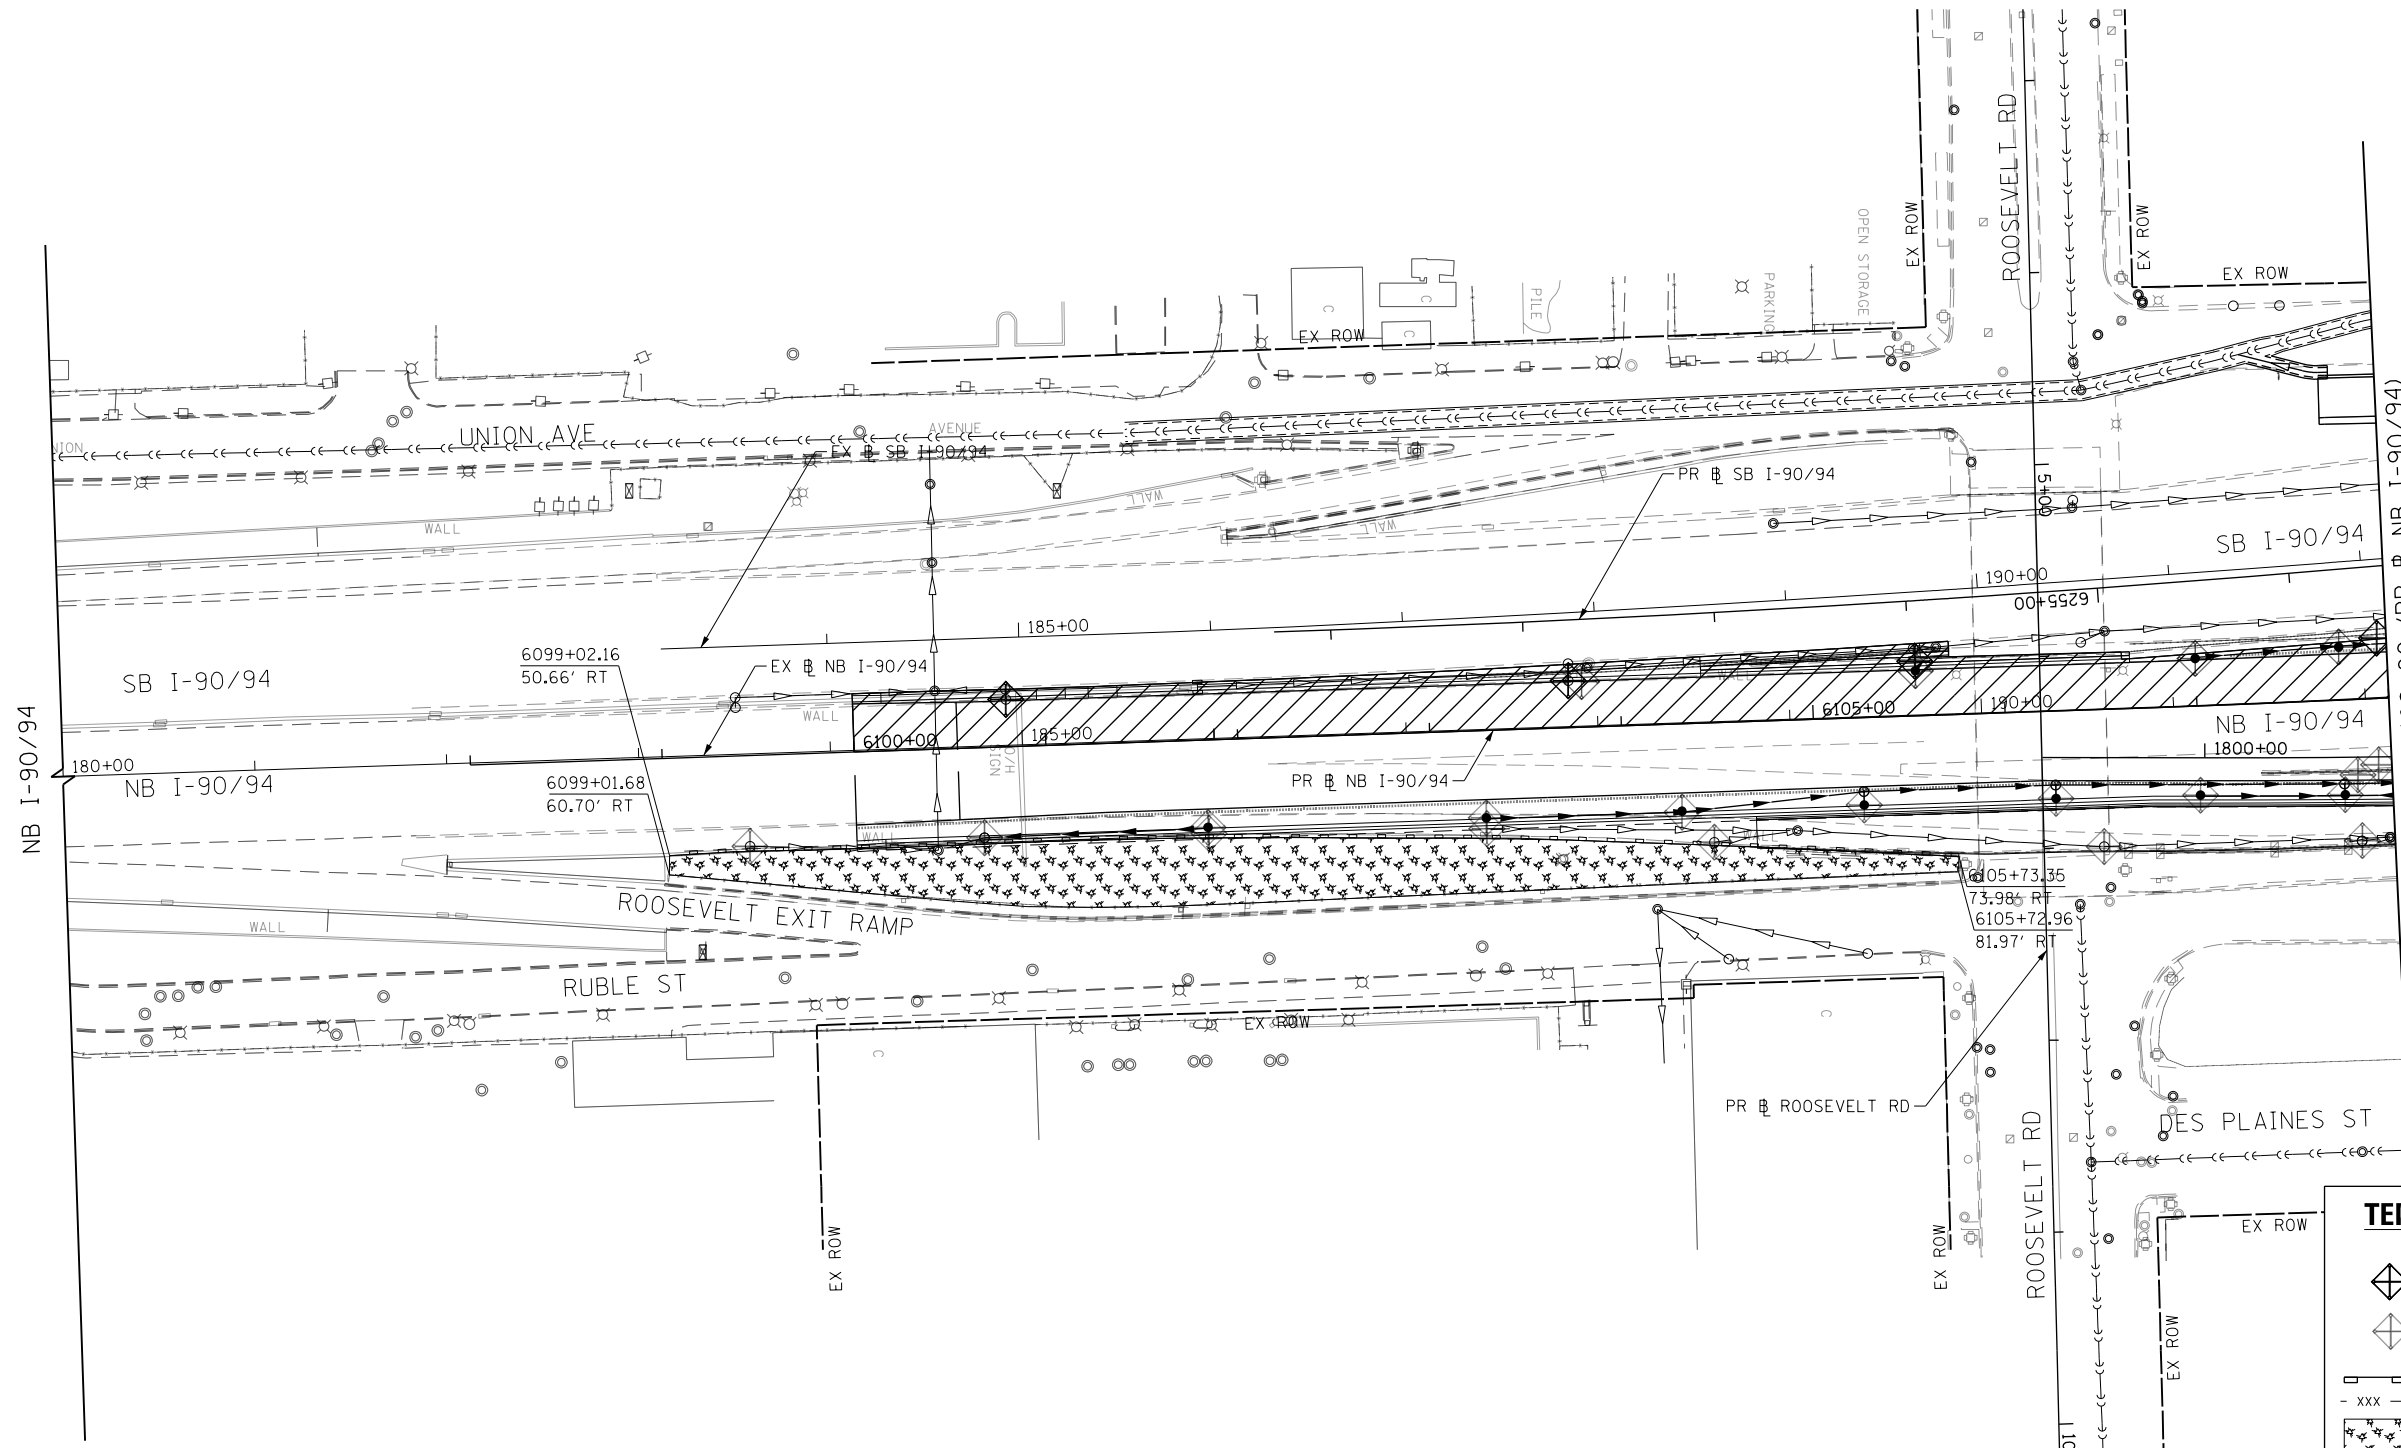 ROOSEVELT RD
EX ROW
EX ROW
EX ROW
OPEN STORAGE
PARKING
PILE
C
C
C
EX ROW
UNION AVE
AVENUE
EX ⅊ SB I-90/94
PR ⅊ SB I-90/94
WALL
WALL
WALL
5+00
SB I-90/94
190+00
6255+00
185+00
6099+02.16
50.66' RT
EX ⅊ NB I-90/94
SB I-90/94
WALL
WALL
6105+00
190+00
NB I-90/94
6100+00
185+00
O/H
SIGN
1800+00
NB I-90/94
180+00
NB I-90/94
6099+01.68
60.70' RT
PR ⅊ NB I-90/94
WALL
WALL
6105+73.35
73.98' RT
6105+72.96
81.97' RT
ROOSEVELT EXIT RAMP
WALL
RUBLE ST
EX ROW
C
C
PR ⅊ ROOSEVELT RD
DES PLAINES ST
ROOSEVELT RD
EX ROW
EX ROW
EX ROW
EX ROW
XXX